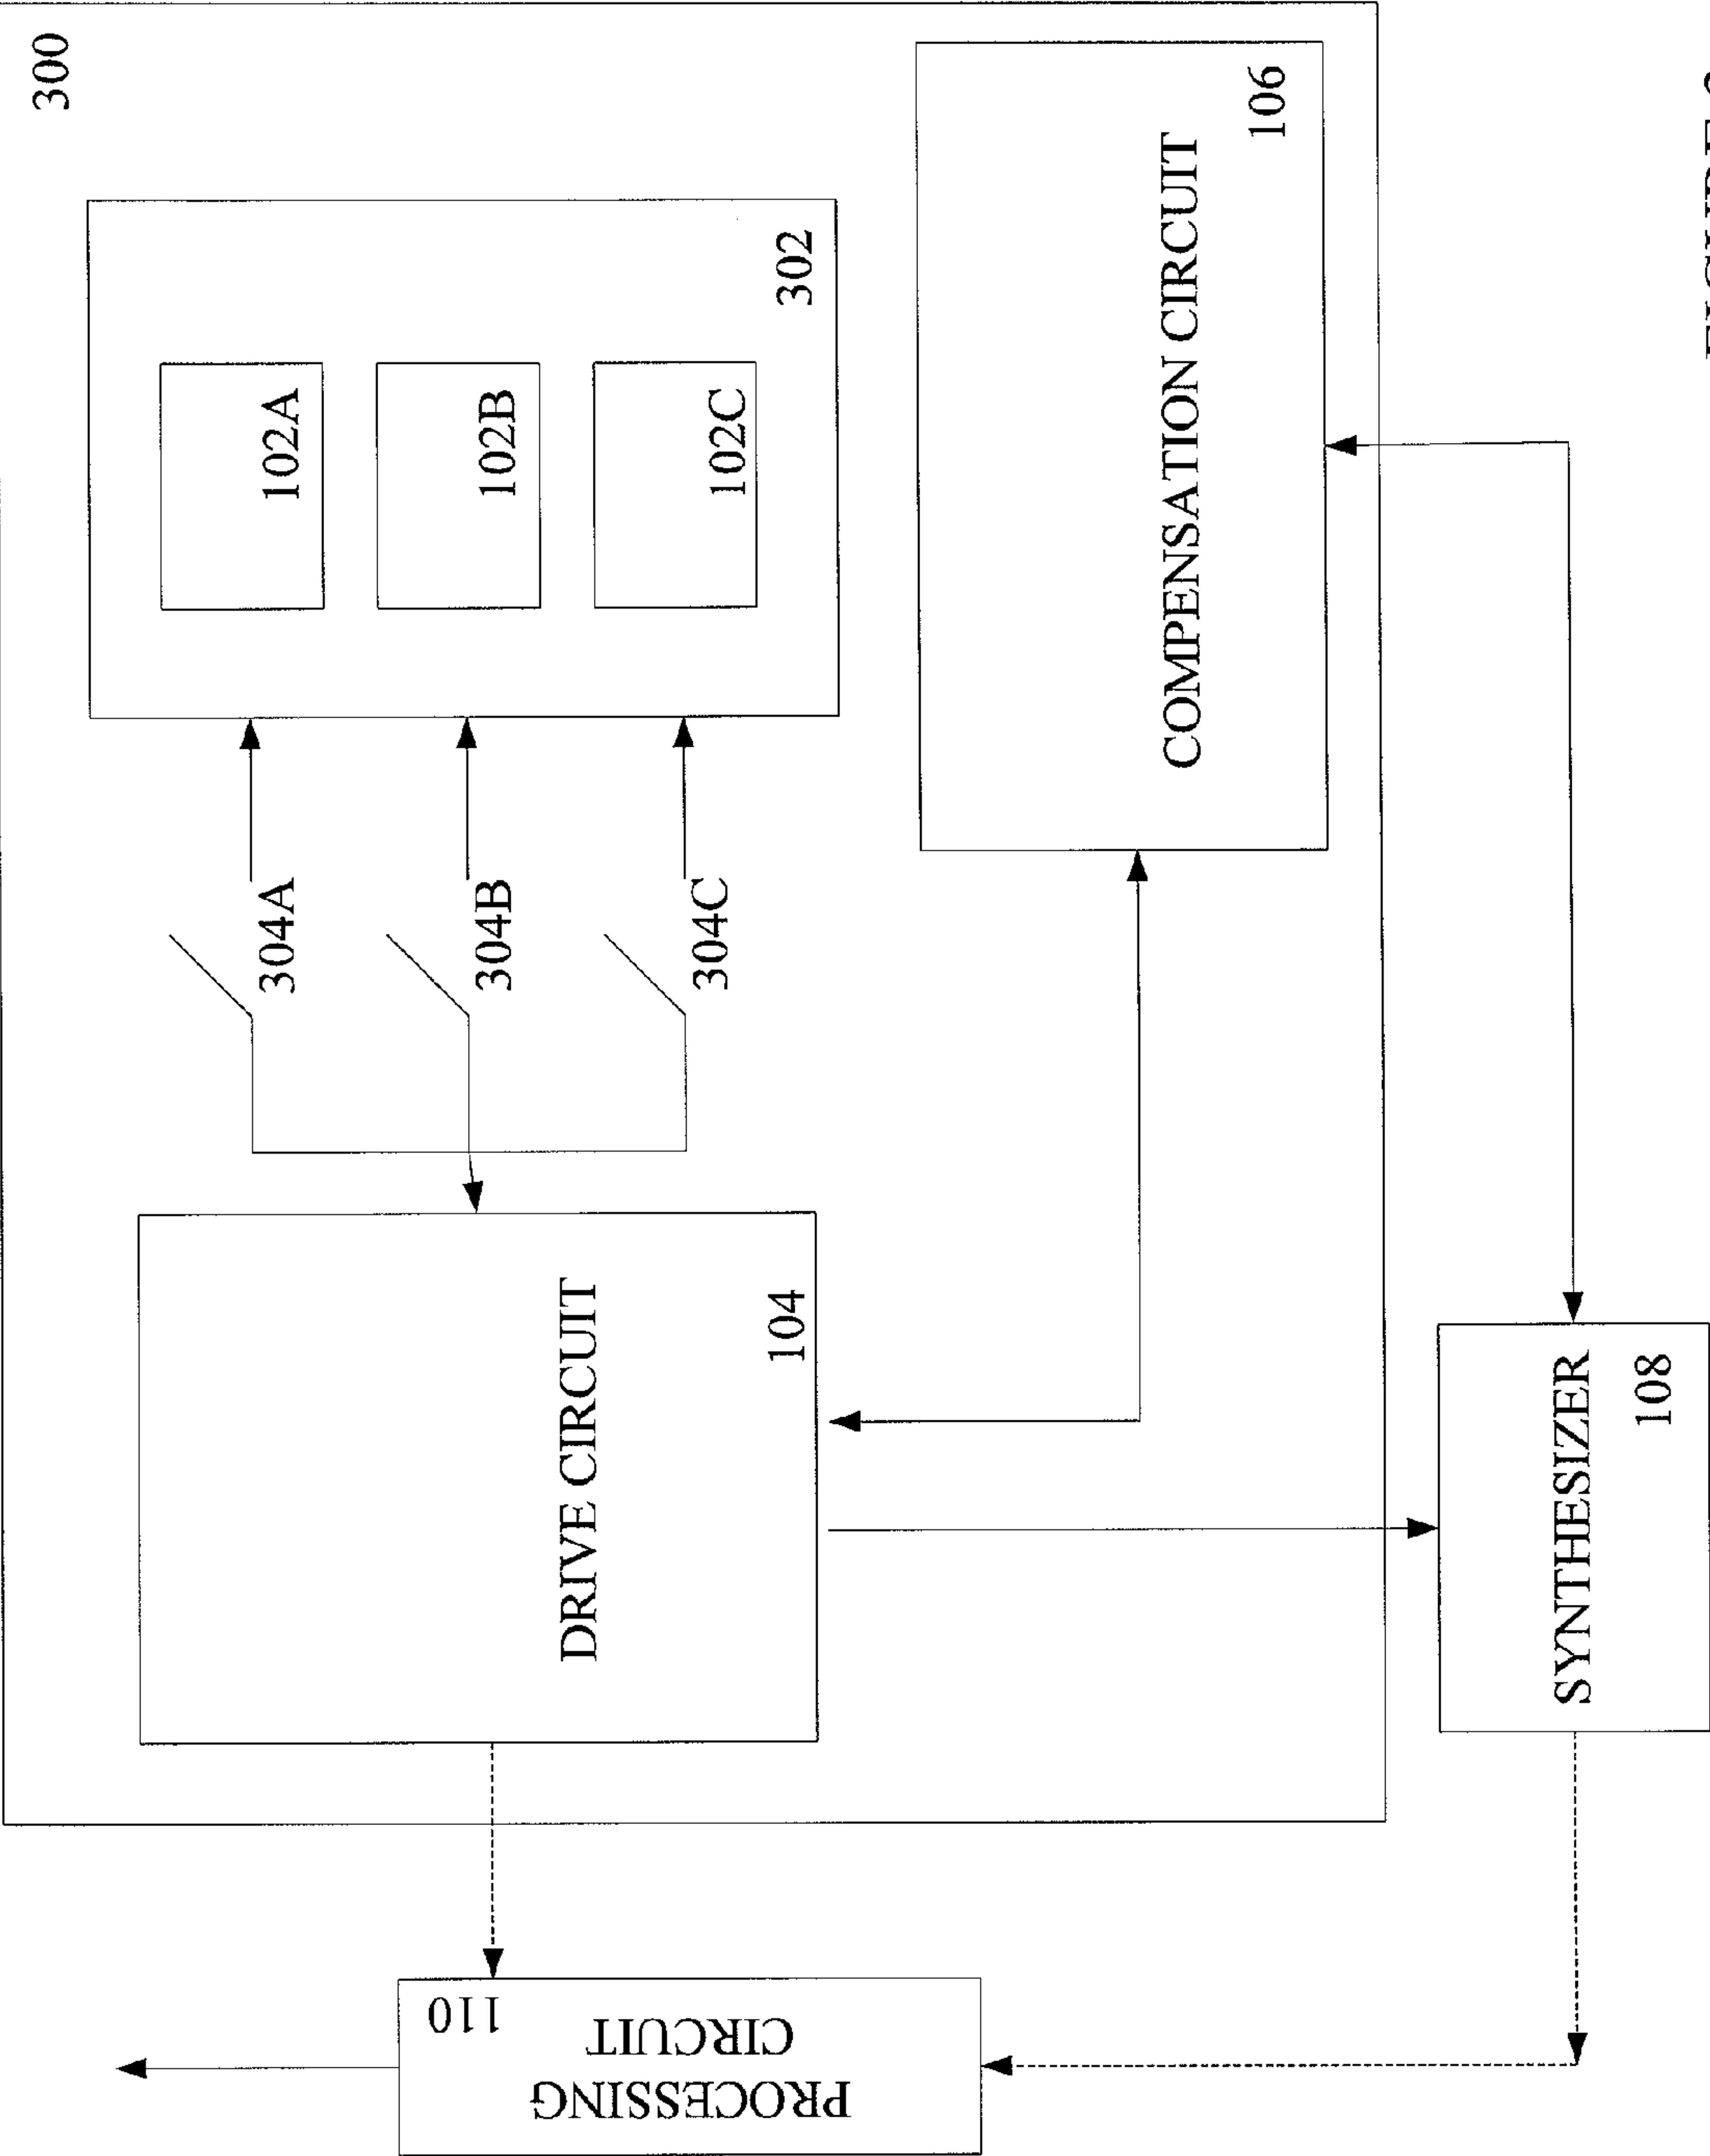 300
102A
102B
102C
302
304A
304B
304C
DRIVE CIRCUIT
104
COMPENSATION CIRCUIT
106
SYNTHESIZER
108
PROCESSING
CIRCUIT
110